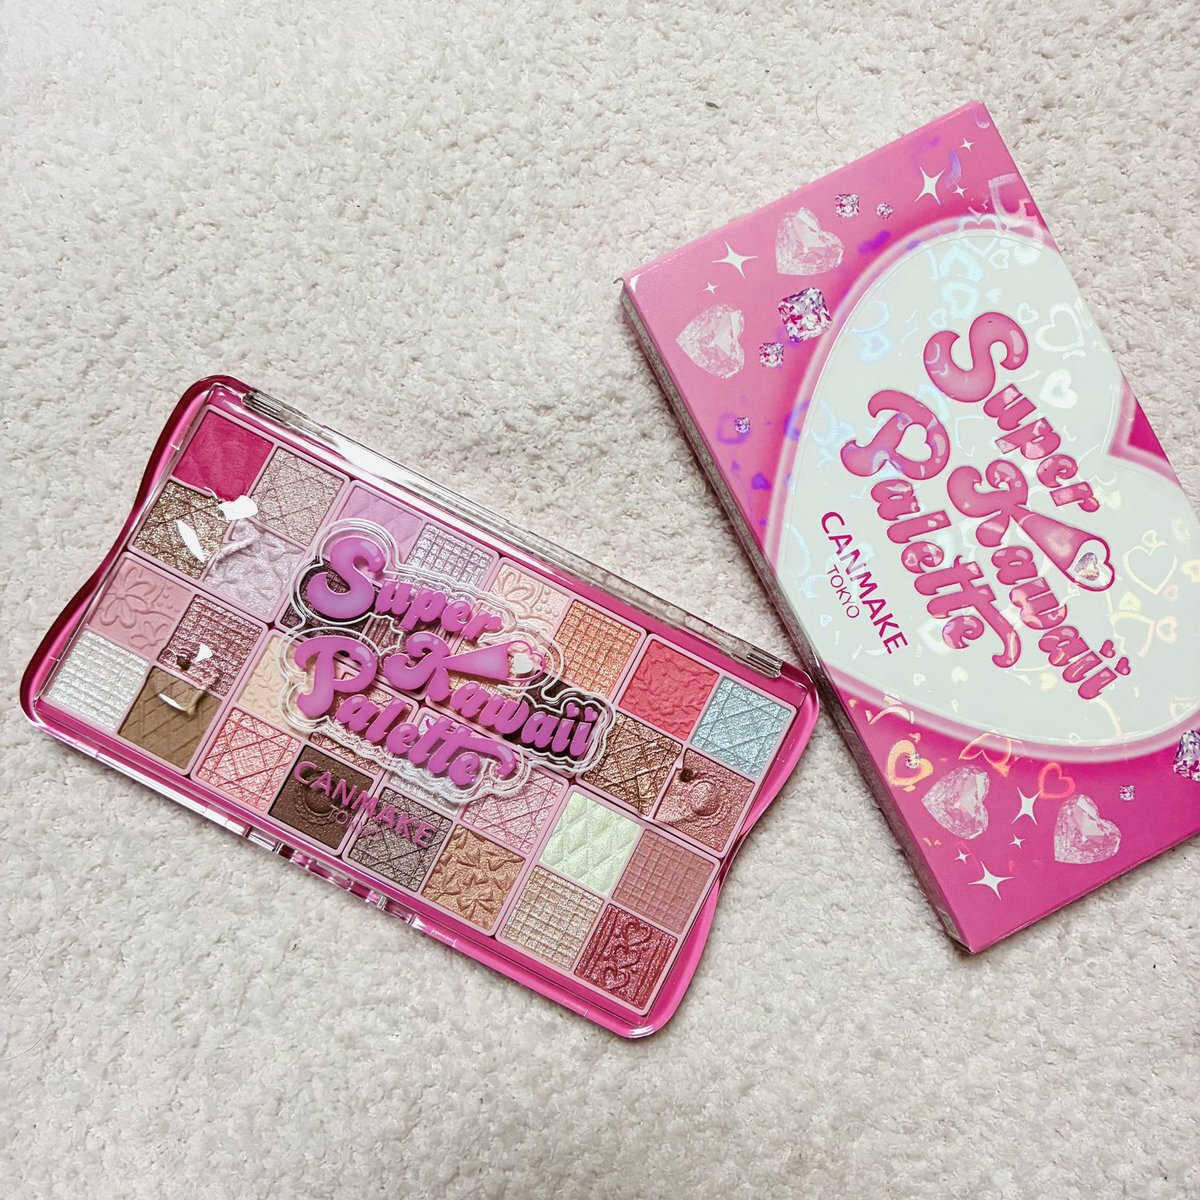 Super
Kawaii
Palette
CANMAKE
TOKYO
Super
Kawaii
Palette
CANMAKE
TOKYO